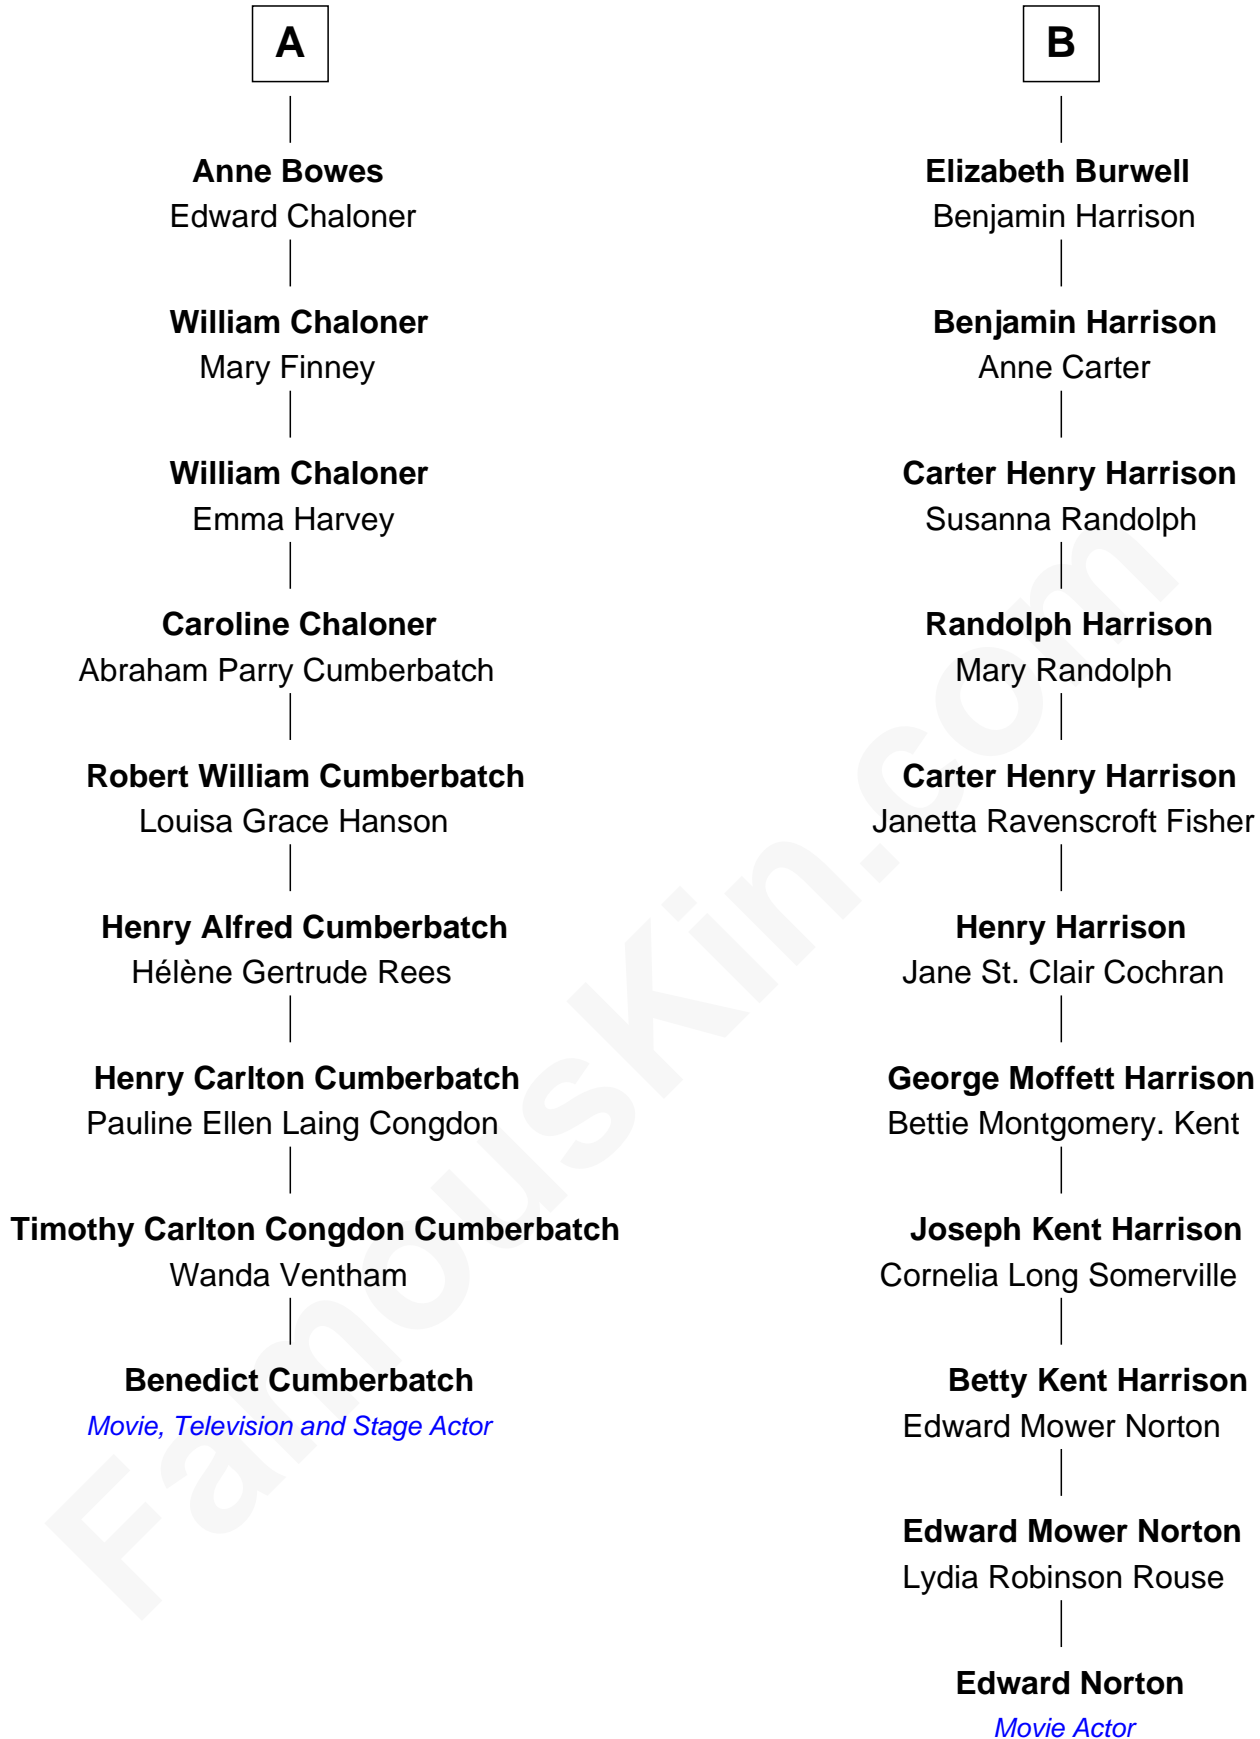 A
Anne Bowes
Edward Chaloner
William Chaloner
Mary Finney
William Chaloner
Emma Harvey
Caroline Chaloner
Abraham Parry Cumberbatch
Robert William Cumberbatch
Louisa Grace Hanson
Henry Alfred Cumberbatch
Hélène Gertrude Rees
Henry Carlton Cumberbatch
Pauline Ellen Laing Congdon
Timothy Carlton Congdon Cumberbatch
Wanda Ventham
Benedict Cumberbatch
Movie, Television and Stage Actor
B
Elizabeth Burwell
Benjamin Harrison
Benjamin Harrison
Anne Carter
Carter Henry Harrison
Susanna Randolph
Randolph Harrison
Mary Randolph
Carter Henry Harrison
Janetta Ravenscroft Fisher
Henry Harrison
Jane St. Clair Cochran
George Moffett Harrison
Bettie Montgomery. Kent
Joseph Kent Harrison
Cornelia Long Somerville
Betty Kent Harrison
Edward Mower Norton
Edward Mower Norton
Lydia Robinson Rouse
Edward Norton
Movie Actor
FamousKin.com